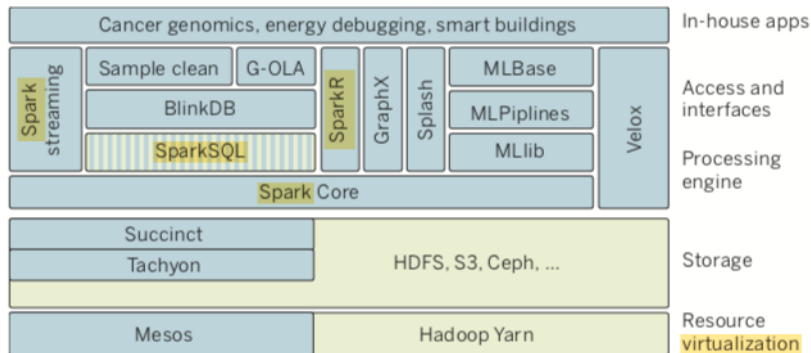 Cancer genomics, energy debugging, smart buildings
In-house apps
Spark
streaming
Sample clean
G-OLA
BlinkDB
SparkSQL
SparkR
GraphX
Splash
MLBase
MLPiplines
MLlib
Velox
Access and
interfaces
Processing
engine
Spark Core
Succinct
Tachyon
HDFS, S3, Ceph, ...
Storage
Mesos
Hadoop Yarn
Resource
virtualization